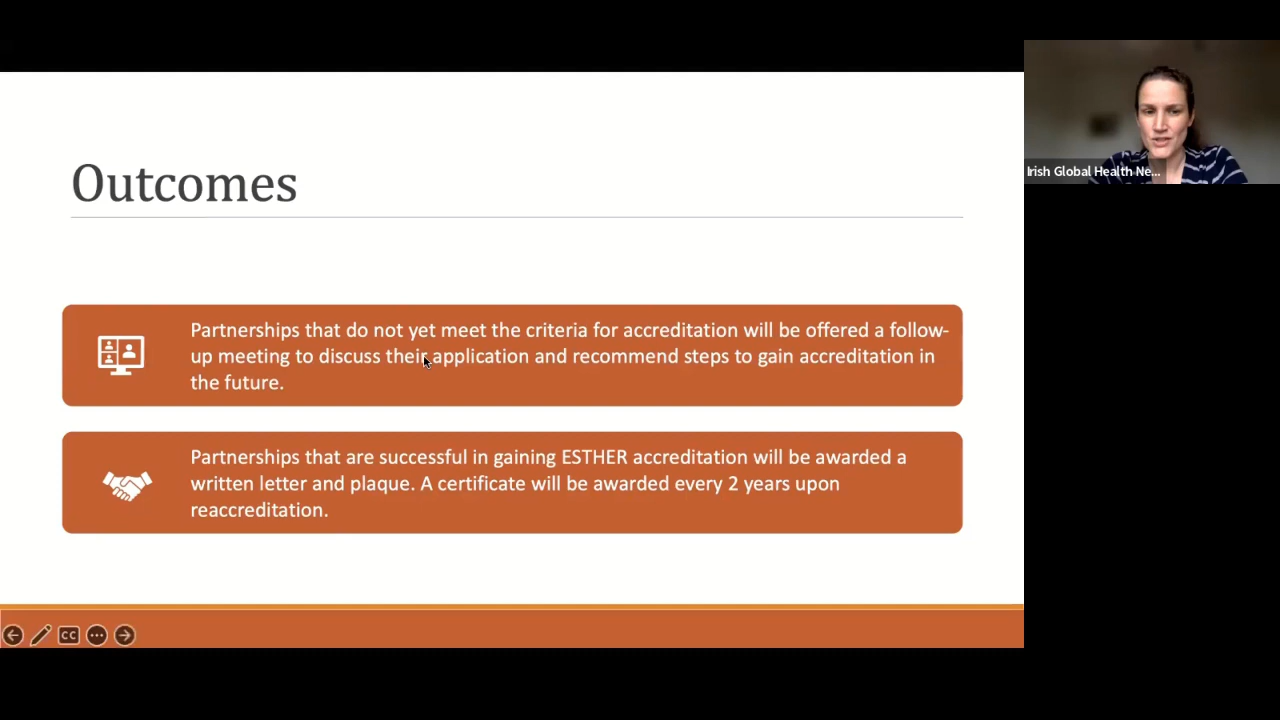 Outcomes
Partnerships that do not yet meet the criteria for accreditation will be offered a follow-
up meeting to discuss their application and recommend steps to gain accreditation in
the future.
Partnerships that are successful in gaining ESTHER accreditation will be awarded a
written letter and plaque. A certificate will be awarded every 2 years upon
reaccreditation.
Irish Global Health Ne...
CC